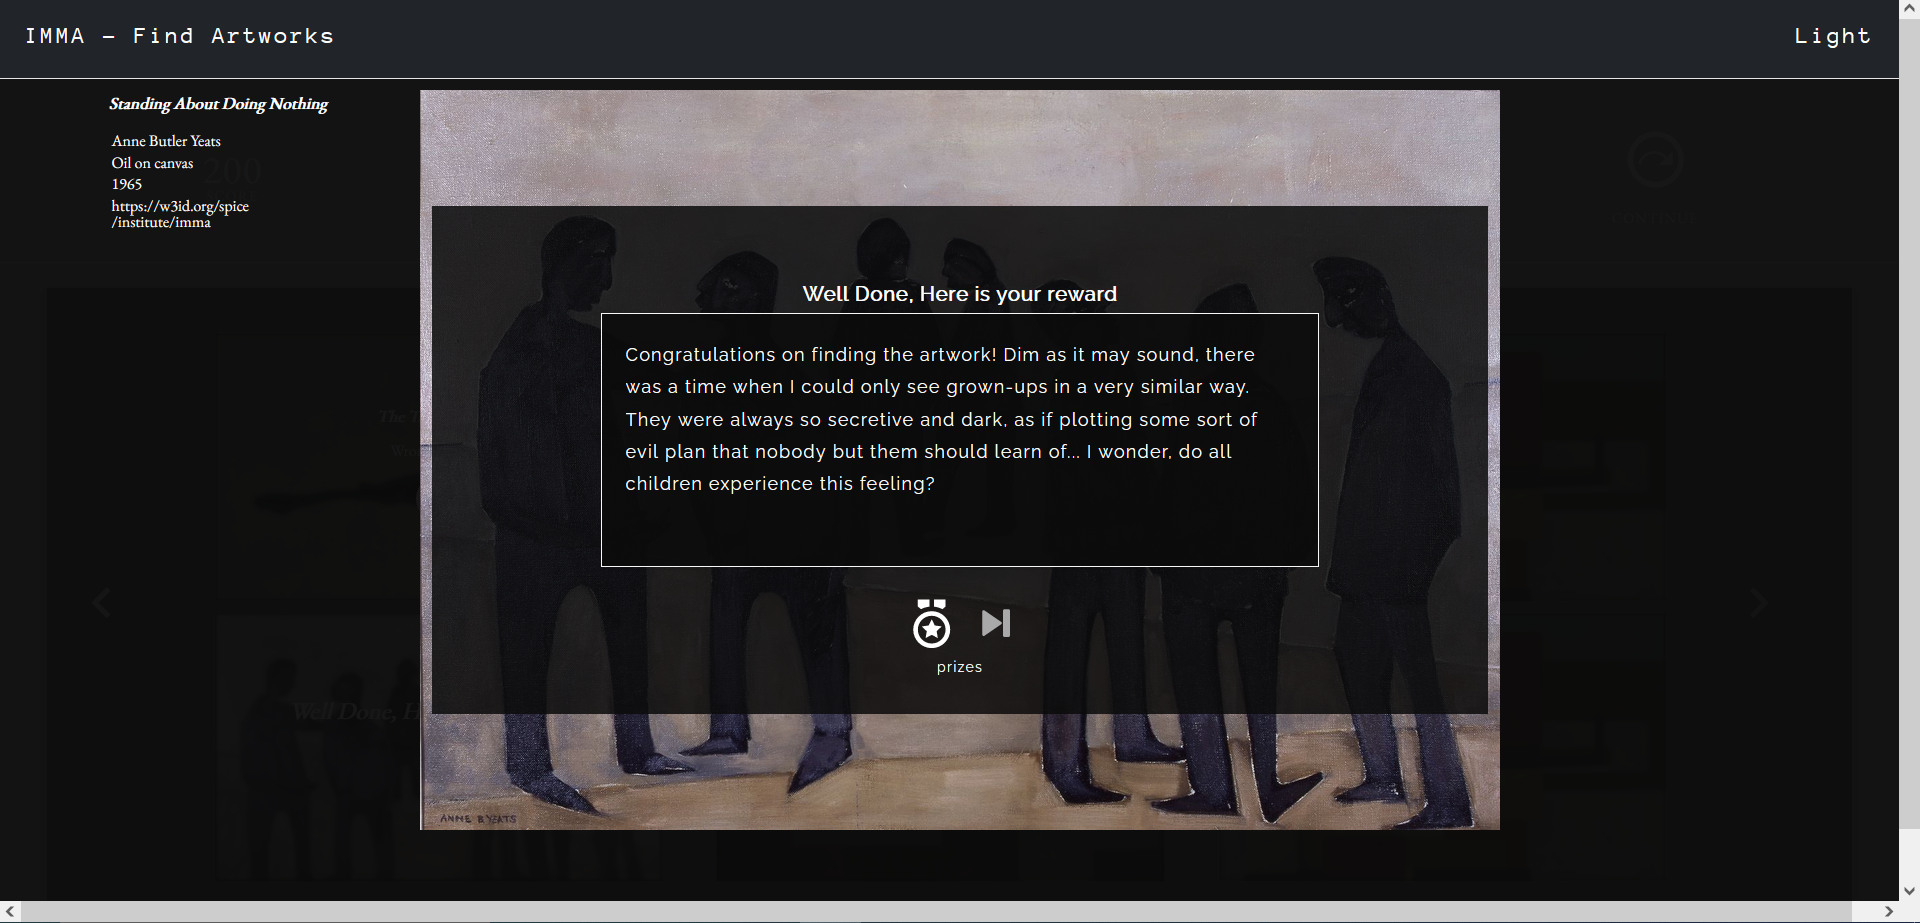 IMMA – Find Artworks
Light
Standing About Doing Nothing
Anne Butler Yeats
Oil on canvas
200
1965
https://w3id.org/spice
/institute/imma
Well Done, Here is your reward
Congratulations on finding the artwork! Dim as it may sound, there
was a time when I could only see grown-ups in a very similar way.
They were always so secretive and dark, as if plotting some sort of
evil plan that nobody but them should learn of... I wonder, do all
children experience this feeling?
prizes
Well Done, H
ANNE B YEATS